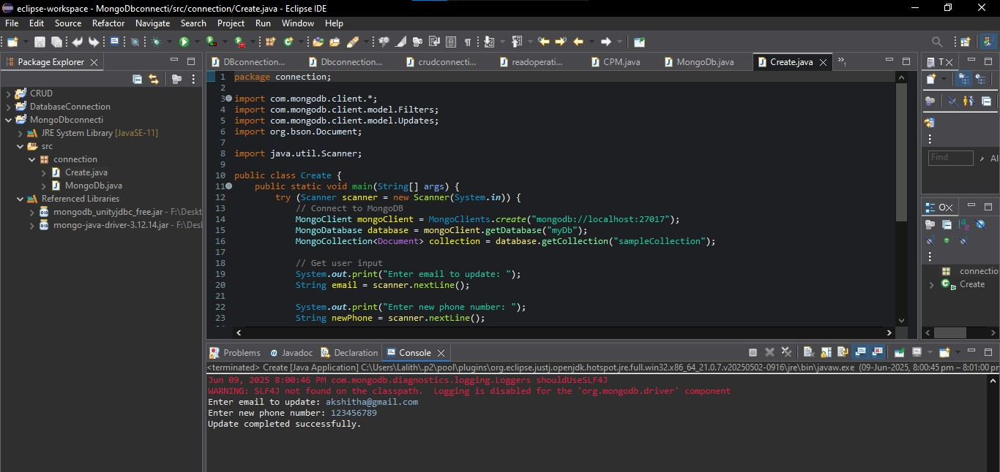 eclipse-workspace - MongoDbconnecti/src/connection/Create.java - Eclipse IDE
File Edit Source Refactor Navigate Search Project Run Window Help
Package Explorer
CRUD
DatabaseConnection
MongoDbconnecti
JRE System Library [JavaSE-11]
src
connection
Create.java
MongoDb.java
Referenced Libraries
mongodb_unityjdbc_free.jar - F:\Deskt
mongo-java-driver-3.12.14.jar - F:\Des
DBconnection... Dbconnection... crudconnecti... readoperati... CPM.java MongoDb.java Create.java »1
1 package connection;
2
3 import com.mongodb.client.*;
4 import com.mongodb.client.model.Filters;
5 import com.mongodb.client.model.Updates;
6 import org.bson.Document;
7
8 import java.util.Scanner;
9
10 public class Create {
11 public static void main(String[] args) {
12 try (Scanner scanner = new Scanner(System.in)) {
13 // Connect to MongoDB
14 MongoClient mongoClient = MongoClients.create("mongodb://localhost:27017");
15 MongoDatabase database = mongoClient.getDatabase("myDb");
16 MongoCollection<Document> collection = database.getCollection("sampleCollection");
17
18 // Get user input
19 System.out.print("Enter email to update: ");
20 String email = scanner.nextLine();
21
22 System.out.print("Enter new phone number: ");
23 String newPhone = scanner.nextLine();
T
Find
Al
O
connectio
Create
Problems Javadoc Declaration Console
<terminated> Create [Java Application] C:\Users\Lalith\.p2\pool\plugins\org.eclipse.justj.openjdk.hotspot.jre.full.win32.x86_64_21.0.7.v20250502-0916\jre\bin\javaw.exe (09-Jun-2025, 8:00:45 pm – 8:01:00 pr
Jun 09, 2025 8:00:46 PM com.mongodb.diagnostics.logging.Loggers shouldUseSLF4J
WARNING: SLF4J not found on the classpath. Logging is disabled for the 'org.mongodb.driver' component
Enter email to update: akshitha@gmail.com
Enter new phone number: 123456789
Update completed successfully.